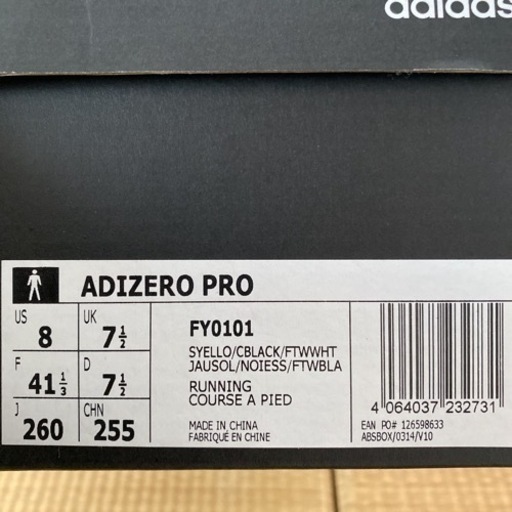 adidas
ADIZERO PRO
US 8 UK 7½
F 41⅓ D 7½
J 260 CHN 255
FY0101
SYELLO/CBLACK/FTWWHT
JAUSOL/NOIESS/FTWBLA
RUNNING
COURSE A PIED
MADE IN CHINA
FABRIQUÉ EN CHINE
4 064037 232731
EAN PO# 126598633
ABSBOX/0314/V10